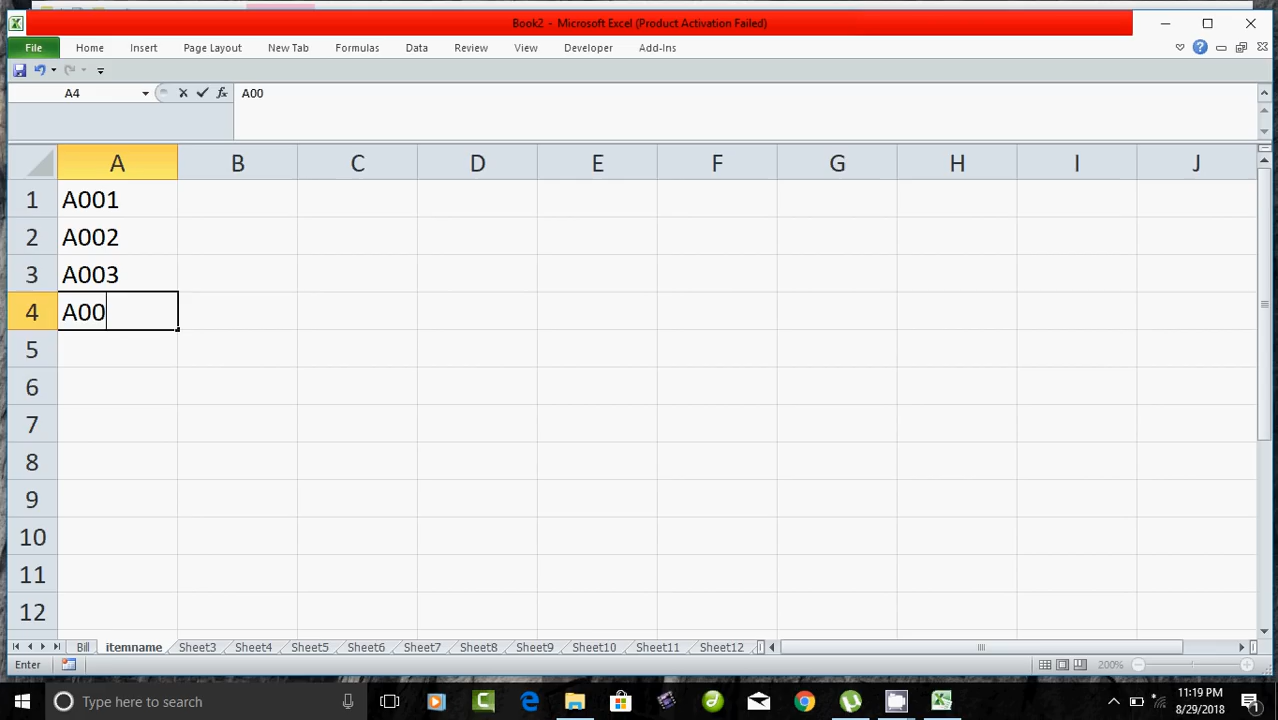 Book2 - Microsoft Excel (Product Activation Failed)
File Home Insert Page Layout New Tab Formulas Data Review View Developer Add-Ins
A4 fx A00
A B C D E F G H I J
1 A001
2 A002
3 A003
4 A00
5
6
7
8
9
10
11
12
Bill itemname Sheet3 Sheet4 Sheet5 Sheet6 Sheet7 Sheet8 Sheet9 Sheet10 Sheet11 Sheet12
Enter 200%
Type here to search
11:19 PM
8/29/2018
1